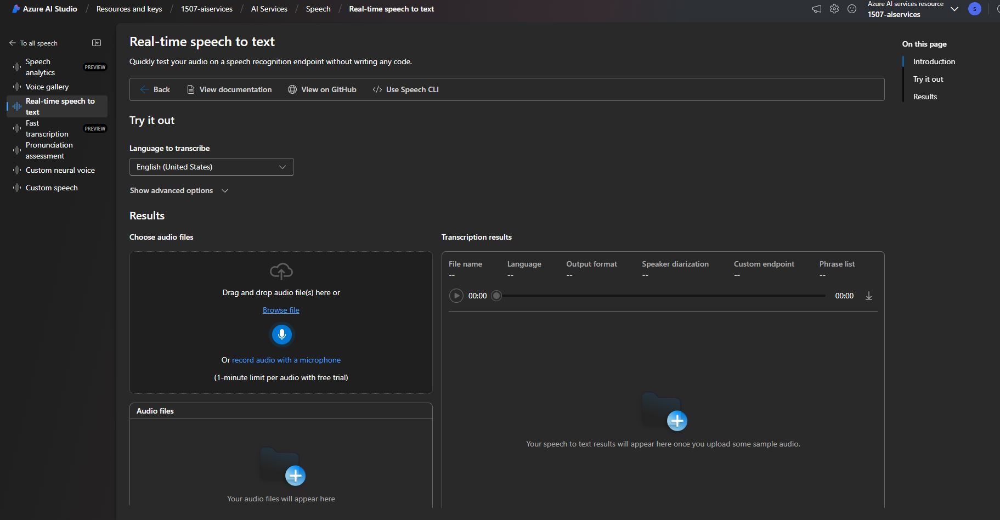 Azure AI Studio / Resources and keys / 1507-aiservices / AI Services / Speech / Real-time speech to text
Azure AI services resource
1507-aiservices
S
To all speech
Speech
analytics
PREVIEW
Voice gallery
Real-time speech to
text
Fast
transcription
PREVIEW
Pronunciation
assessment
Custom neural voice
Custom speech
Real-time speech to text
Quickly test your audio on a speech recognition endpoint without writing any code.
Back View documentation View on GitHub Use Speech CLI
Try it out
Language to transcribe
English (United States)
Show advanced options
Results
Choose audio files
Drag and drop audio file(s) here or
Browse file
Or record audio with a microphone
(1-minute limit per audio with free trial)
Audio files
Your audio files will appear here
Transcription results
File name Language Output format Speaker diarization Custom endpoint Phrase list
-- -- -- -- -- --
00:00 00:00
Your speech to text results will appear here once you upload some sample audio.
On this page
Introduction
Try it out
Results